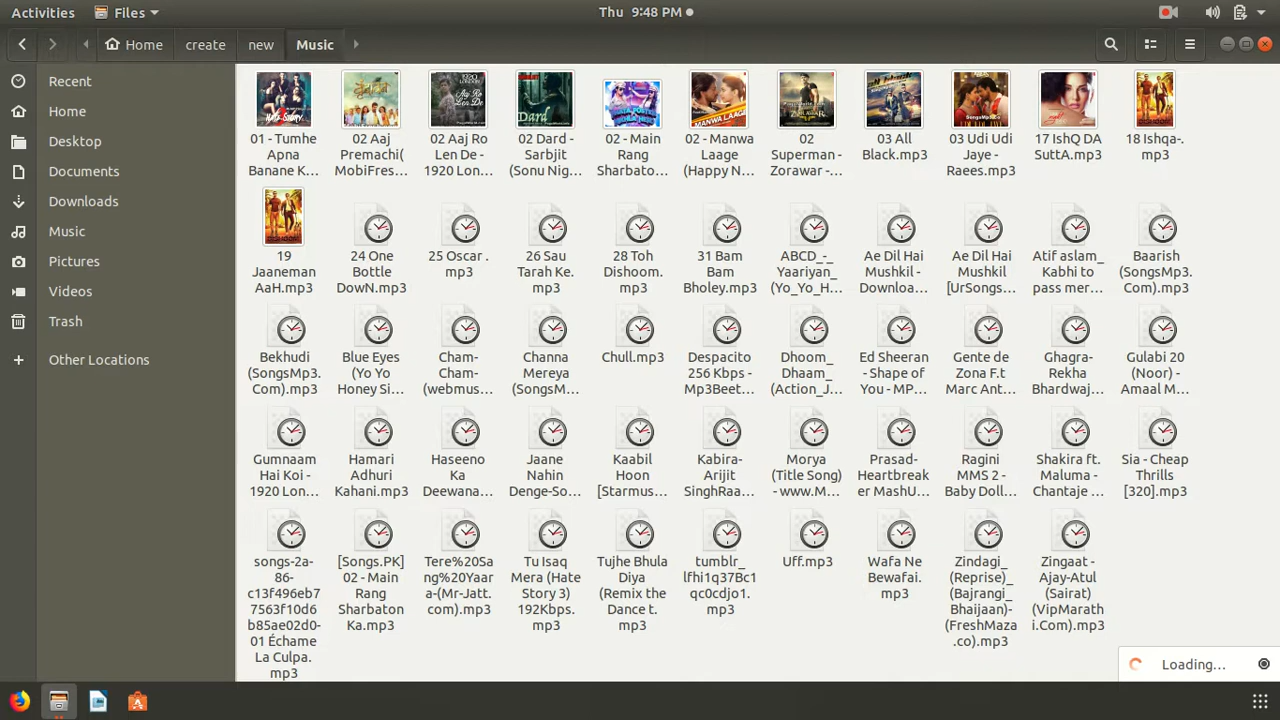 Activities
Files
Thu 9:48 PM
Home
create
new
Music
Recent
Home
Desktop
Documents
Downloads
Music
Pictures
Videos
Trash
Other Locations
01 - Tumhe
Apna
Banane K...
02 Aaj
Premachi(
MobiFres...
02 Aaj Ro
Len De -
1920 Lon...
02 Dard -
Sarbjit
(Sonu Nig...
02 - Main
Rang
Sharbato...
02 - Manwa
Laage
(Happy N...
02
Superman -
Zorawar -...
03 All
Black.mp3
03 Udi Udi
Jaye -
Raees.mp3
17 IshQ DA
SuttA.mp3
18 Ishqa-.
mp3
19
Jaaneman
AaH.mp3
24 One
Bottle
DowN.mp3
25 Oscar .
mp3
26 Sau
Tarah Ke.
mp3
28 Toh
Dishoom.
mp3
31 Bam
Bam
Bholey.mp3
ABCD_-_
Yaariyan_
(Yo_Yo_H...
Ae Dil Hai
Mushkil -
Downloa...
Ae Dil Hai
Mushkil
[UrSongs...
Atif aslam_
Kabhi to
pass mer...
Baarish
(SongsMp3.
Com).mp3
Bekhudi
(SongsMp3.
Com).mp3
Blue Eyes
(Yo Yo
Honey Si...
Cham-
Cham-
(webmus...
Channa
Mereya
(SongsM...
Chull.mp3
Despacito
256 Kbps -
Mp3Beet...
Dhoom_
Dhaam_
(Action_J...
Ed Sheeran
- Shape of
You - MP...
Gente de
Zona F.t
Marc Ant...
Ghagra-
Rekha
Bhardwaj...
Gulabi 20
(Noor) -
Amaal M...
Gumnaam
Hai Koi -
1920 Lon...
Hamari
Adhuri
Kahani.mp3
Haseeno
Ka
Deewana...
Jaane
Nahin
Denge-So...
Kaabil
Hoon
[Starmus...
Kabira-
Arijit
SinghRaa...
Morya
(Title Song)
- www.M...
Prasad-
Heartbreak
er MashU...
Ragini
MMS 2 -
Baby Doll...
Shakira ft.
Maluma -
Chantaje ...
Sia - Cheap
Thrills
[320].mp3
songs-2a-
86-
c13f496eb7
7563f10d6
b85ae02d0-
01 Échame
La Culpa.
mp3
[Songs.PK]
02 - Main
Rang
Sharbaton
Ka.mp3
Tere%20Sa
ng%20Yaar
a-(Mr-Jatt.
com).mp3
Tu Isaq
Mera (Hate
Story 3)
192Kbps.
mp3
Tujhe Bhula
Diya
(Remix the
Dance t.
mp3
tumblr_
lfhi1q37Bc1
qc0cdjo1.
mp3
Uff.mp3
Wafa Ne
Bewafai.
mp3
Zindagi_
(Reprise)_
(Bajrangi_
Bhaijaan)-
(FreshMaza
.co).mp3
Zingaat -
Ajay-Atul
(Sairat)
(VipMarath
i.Com).mp3
Loading...